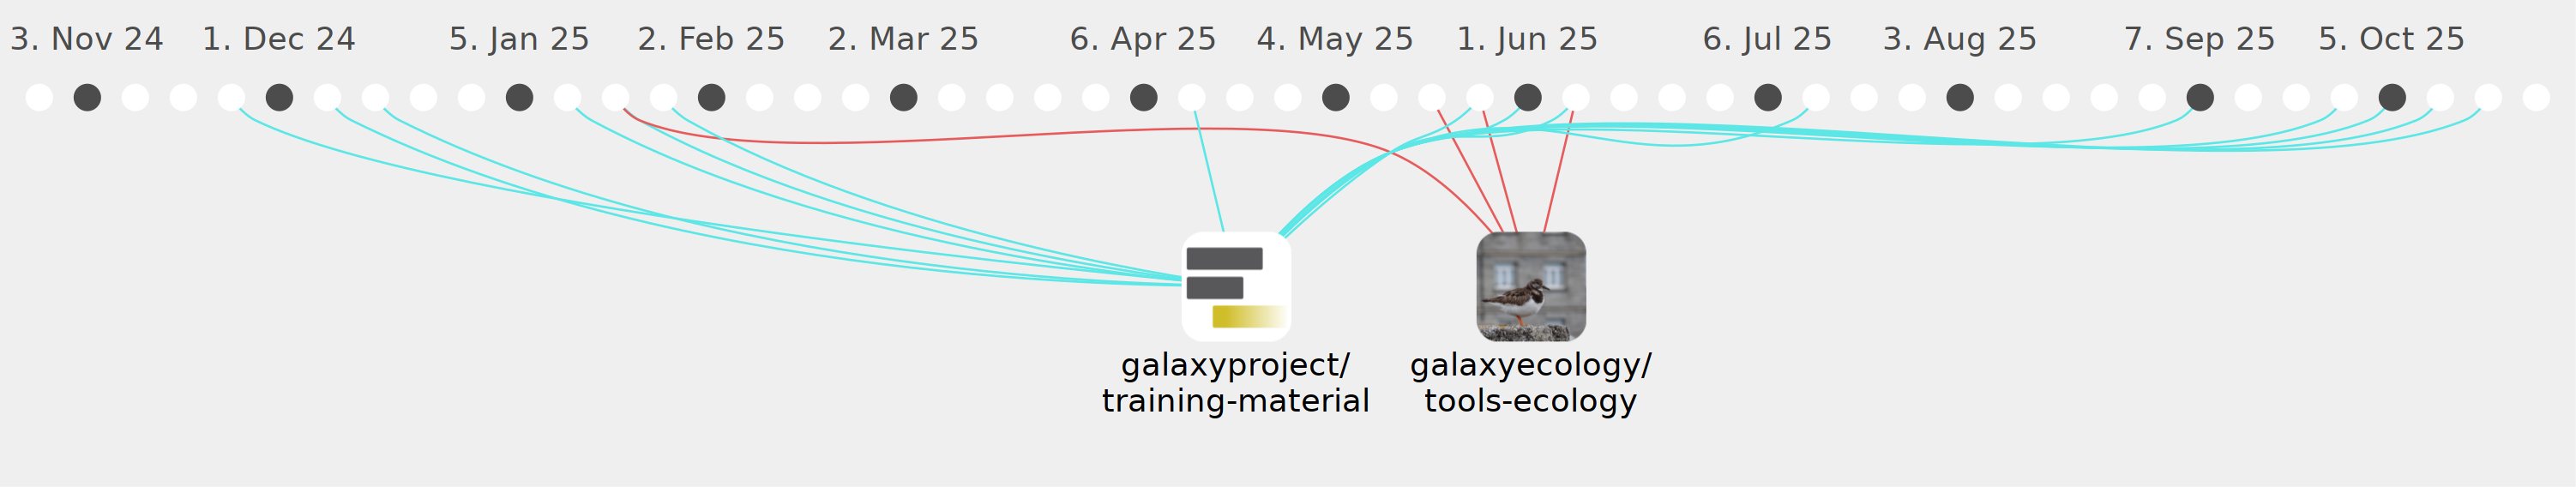 3. Nov 24 1. Dec 24 5. Jan 25 2. Feb 25 2. Mar 25 6. Apr 25 4. May 25 1. Jun 25 6. Jul 25 3. Aug 25 7. Sep 25 5. Oct 25
galaxyproject/
training-material
galaxyecology/
tools-ecology